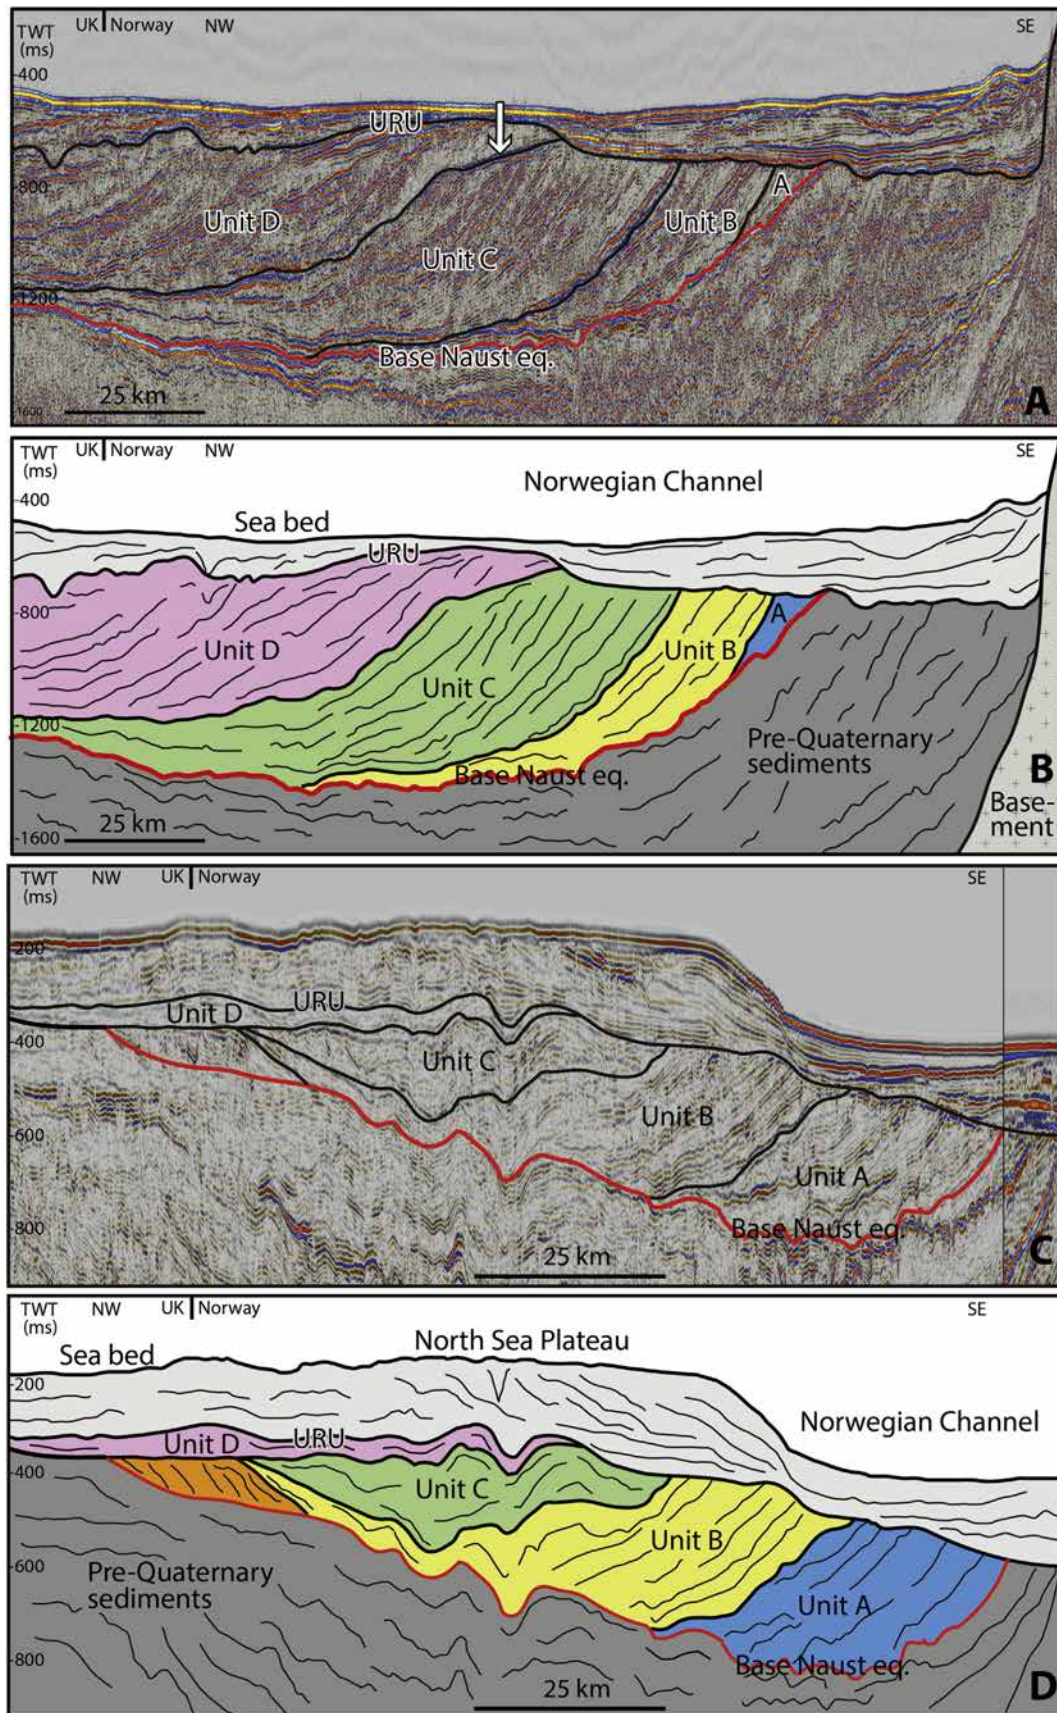 TWT
(ms)
UK Norway NW SE
-400
URU
-800
A
Unit D
Unit B
Unit C
-1200
Base Naust eq.
25 km
-1600
A
TWT
(ms)
UK Norway NW SE
-400
Norwegian Channel
Sea bed
URU
-800
A
Unit D
Unit B
Unit C
-1200
Pre-Quaternary
sediments
Base Naust eq.
B
Base-
ment
25 km
-1600
TWT
(ms)
NW UK Norway SE
-200
URU
Unit D
-400
Unit C
Unit B
-600
Unit A
-800
Base Naust eq.
25 km
C
TWT
(ms)
NW UK Norway SE
Sea bed
North Sea Plateau
-200
Norwegian Channel
Unit D
URU
-400
Unit C
Unit B
-600
Pre-Quaternary
sediments
Unit A
-800
Base Naust eq.
25 km
D